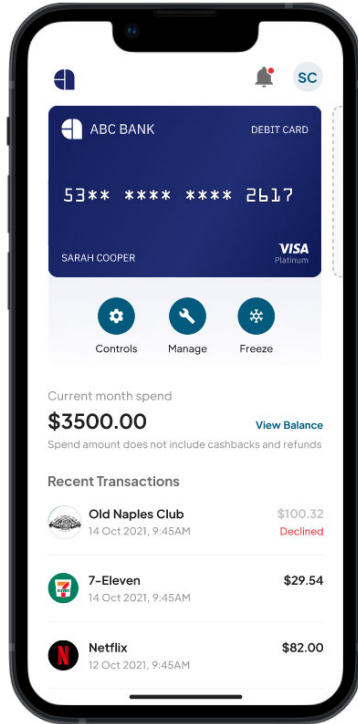 SC
ABC BANK
DEBIT CARD
53** **** **** 2617
SARAH COOPER
VISA
Platinum
Controls
Manage
Freeze
Current month spend
$3500.00
View Balance
Spend amount does not include cashbacks and refunds
Recent Transactions
Old Naples Club
$100.32
14 Oct 2021, 9:45AM
Declined
7-Eleven
$29.54
14 Oct 2021, 9:45AM
Netflix
$82.00
12 Oct 2021, 9:45AM